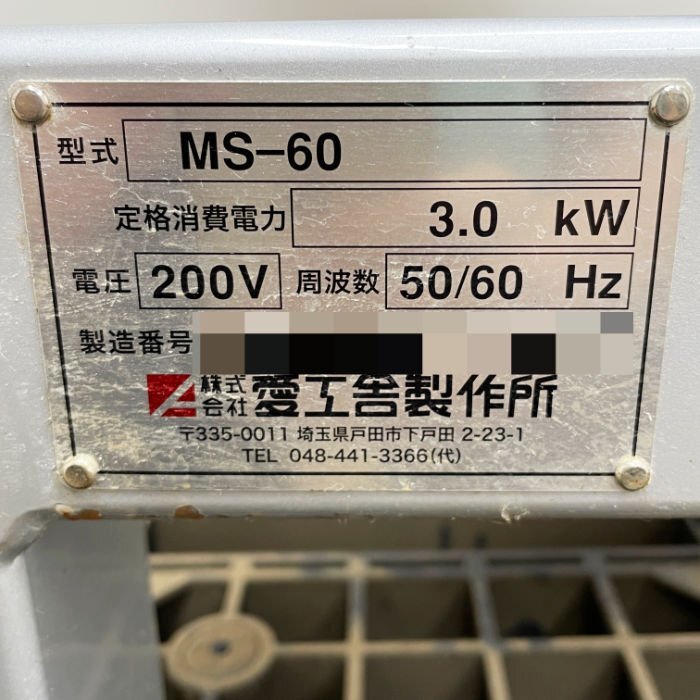 型式 MS-60
定格消費電力 3.0 kW
電圧 200V 周波数 50/60 Hz
製造番号
株式会社 愛工舎製作所
〒335-0011 埼玉県戸田市下戸田 2-23-1
TEL 048-441-3366(代)